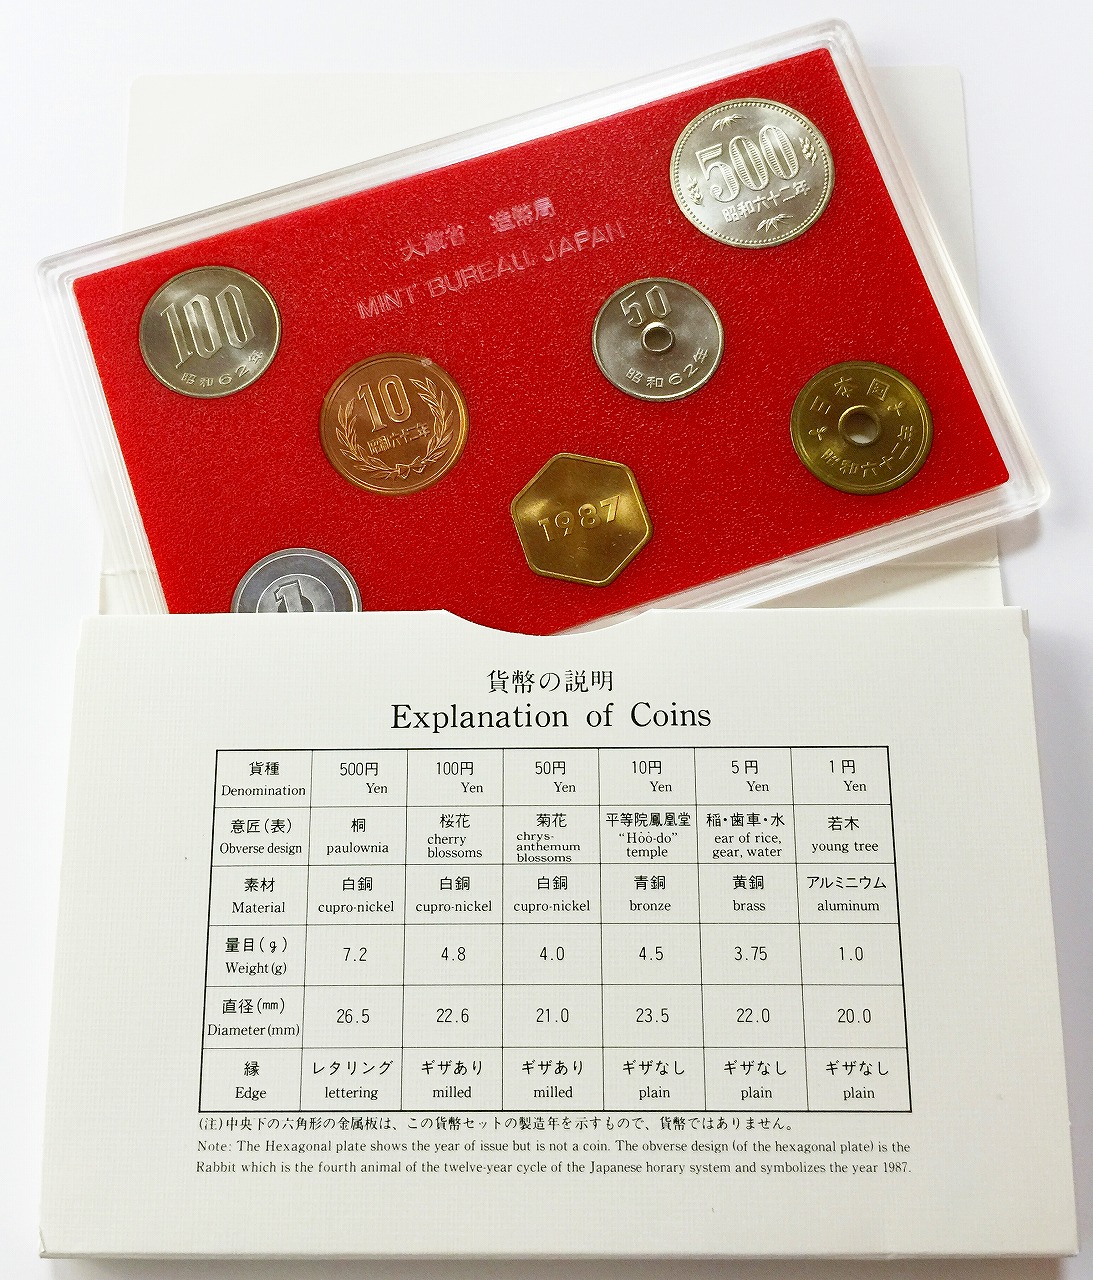 500
昭和六十二年
大蔵省 造幣局
MINT BUREAU, JAPAN
100
昭和62年
50
昭和62年
10
昭和六十二年
日本国
昭和六十二年
1987
1
貨幣の説明
Explanation of Coins
貨種 500円 100円 50円 10円 5円 1円
Denomination Yen Yen Yen Yen Yen Yen
意匠(表) 桐 桜花 菊花 平等院鳳凰堂 稲・歯車・水 若木
Obverse design paulownia cherry blossoms chrys-anthemum blossoms “Hōō-do” temple ear of rice, gear, water young tree
素材 白銅 白銅 白銅 青銅 黄銅 アルミニウム
Material cupro-nickel cupro-nickel cupro-nickel bronze brass aluminum
量目(g) 7.2 4.8 4.0 4.5 3.75 1.0
Weight(g)
直径(mm) 26.5 22.6 21.0 23.5 22.0 20.0
Diameter(mm)
縁 レタリング ギザあり ギザあり ギザなし ギザなし ギザなし
Edge lettering milled milled plain plain plain
(注)中央下の六角形の金属板は、この貨幣セットの製造年を示すもので、貨幣ではありません。
Note: The Hexagonal plate shows the year of issue but is not a coin. The obverse design (of the hexagonal plate) is the
Rabbit which is the fourth animal of the twelve-year cycle of the Japanese horary system and symbolizes the year 1987.